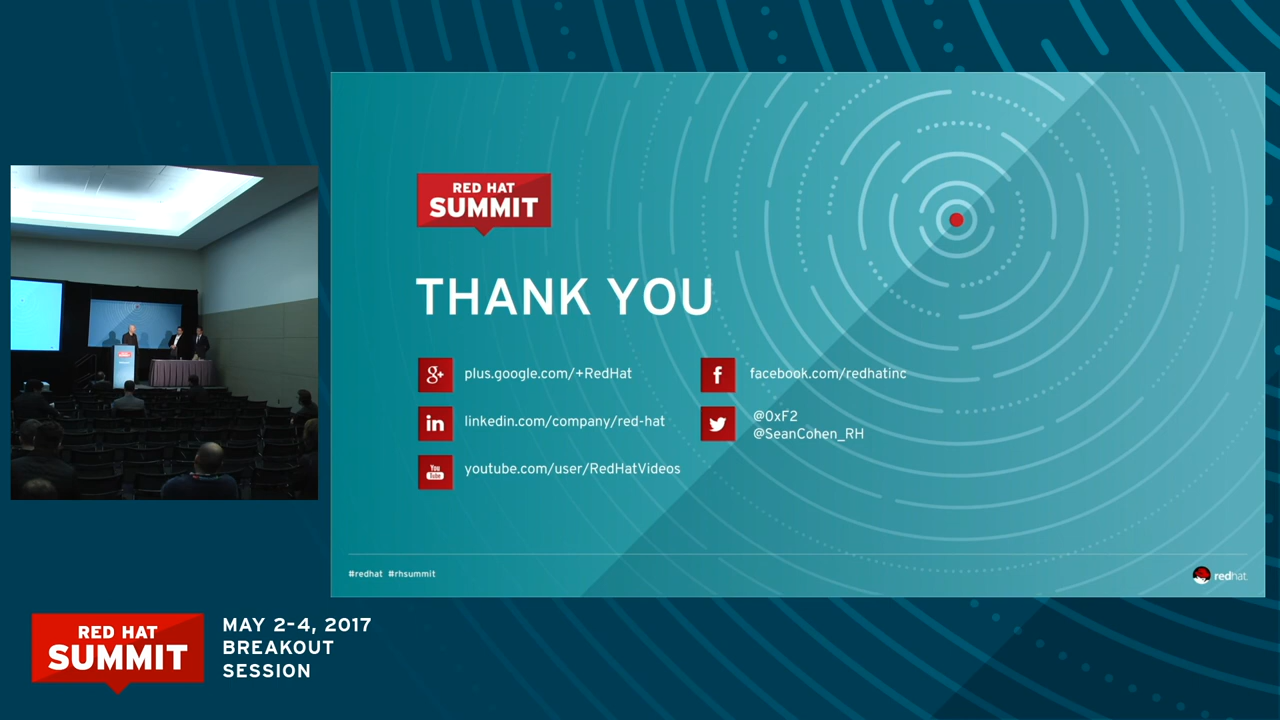 RED HAT
SUMMIT
THANK YOU
plus.google.com/+RedHat
linkedin.com/company/red-hat
youtube.com/user/RedHatVideos
facebook.com/redhatinc
@0xF2
@SeanCohen_RH
#redhat #rhsummit
redhat.
RED HAT
SUMMIT
MAY 2-4, 2017
BREAKOUT
SESSION